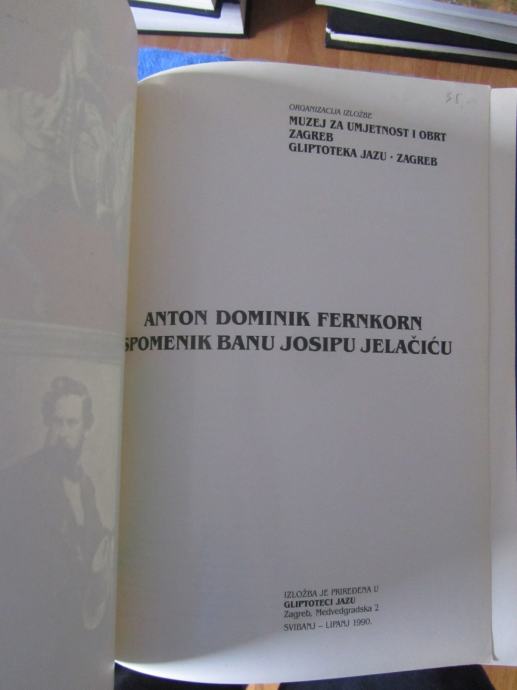 35,
ORGANIZACIJA IZLOŽBE
MUZEJ ZA UMJETNOST I OBRT
ZAGREB
GLIPTOTEKA JAZU · ZAGREB
ANTON DOMINIK FERNKORN
SPOMENIK BANU JOSIPU JELAČIĆU
IZLOŽBA JE PRIREĐENA U
GLIPTOTECI JAZU
Zagreb, Medvedgradska 2
SVIBANJ – LIPANJ 1990.